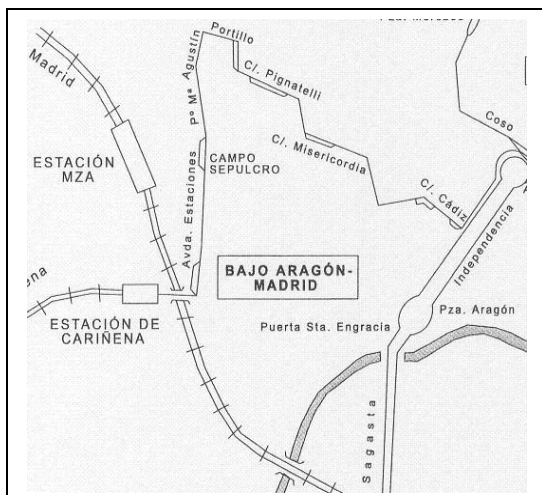 Portillo
Pº Mª Agustín
Madrid
C/. Pignatelli
Coso
C/. Misericordia
ESTACIÓN
MZA
CAMPO
SEPULCRO
C/. Cádiz
Avda. Estaciones
Independencia
BAJO ARAGÓN-
MADRID
ESTACIÓN DE
CARIÑENA
Puerta Sta. Engracia
Pza. Aragón
Sagasta